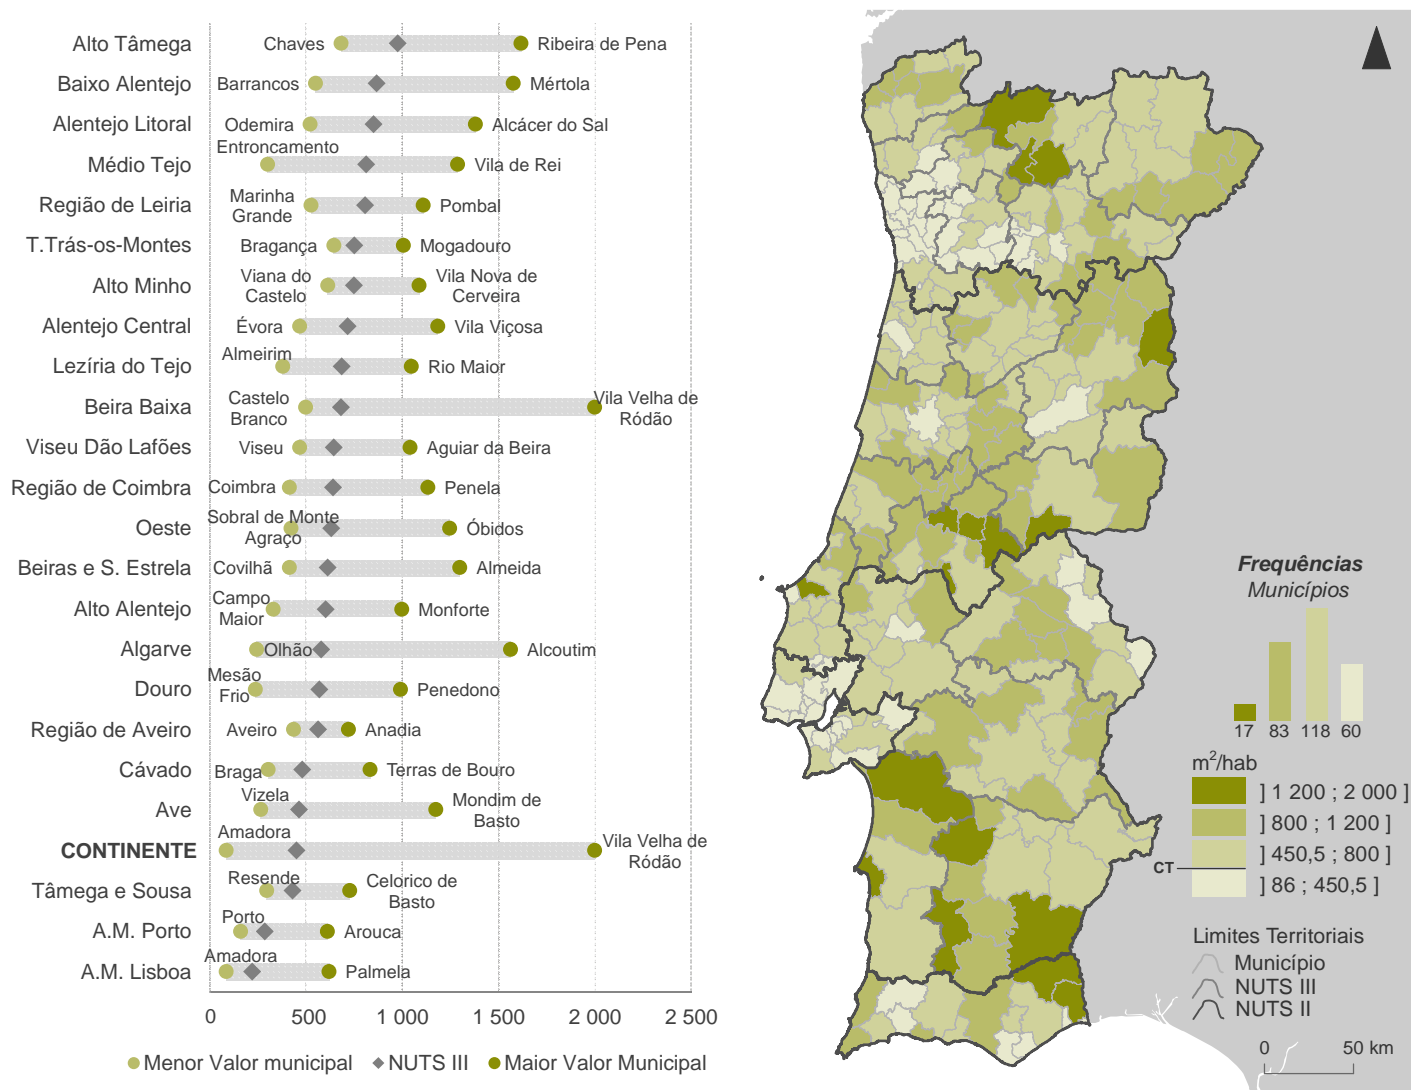 Alto Tâmega
Chaves
Ribeira de Pena
Baixo Alentejo
Barrancos
Mértola
Alentejo Litoral
Odemira
Alcácer do Sal
Médio Tejo
Entroncamento
Vila de Rei
Região de Leiria
Marinha
Grande
Pombal
T.Trás-os-Montes
Bragança
Mogadouro
Alto Minho
Viana do
Castelo
Vila Nova de
Cerveira
Alentejo Central
Évora
Vila Viçosa
Lezíria do Tejo
Almeirim
Rio Maior
Beira Baixa
Castelo
Branco
Vila Velha de
Ródão
Viseu Dão Lafões
Viseu
Aguiar da Beira
Região de Coimbra
Coimbra
Penela
Oeste
Sobral de Monte
Agraço
Óbidos
Beiras e S. Estrela
Covilhã
Almeida
Alto Alentejo
Campo
Maior
Monforte
Algarve
Olhão
Alcoutim
Douro
Mesão
Frio
Penedono
Região de Aveiro
Aveiro
Anadia
Cávado
Braga
Terras de Bouro
Ave
Vizela
Mondim de
Basto
CONTINENTE
Amadora
Vila Velha de
Ródão
Tâmega e Sousa
Resende
Celorico de
Basto
A.M. Porto
Porto
Arouca
A.M. Lisboa
Amadora
Palmela
0 500 1 000 1 500 2 000 2 500
Menor Valor municipal NUTS III Maior Valor Municipal
Frequências
Municípios
17 83 118 60
m²/hab
] 1 200 ; 2 000 ]
] 800 ; 1 200 ]
] 450,5 ; 800 ]
CT
] 86 ; 450,5 ]
Limites Territoriais
Município
NUTS III
NUTS II
0 50 km